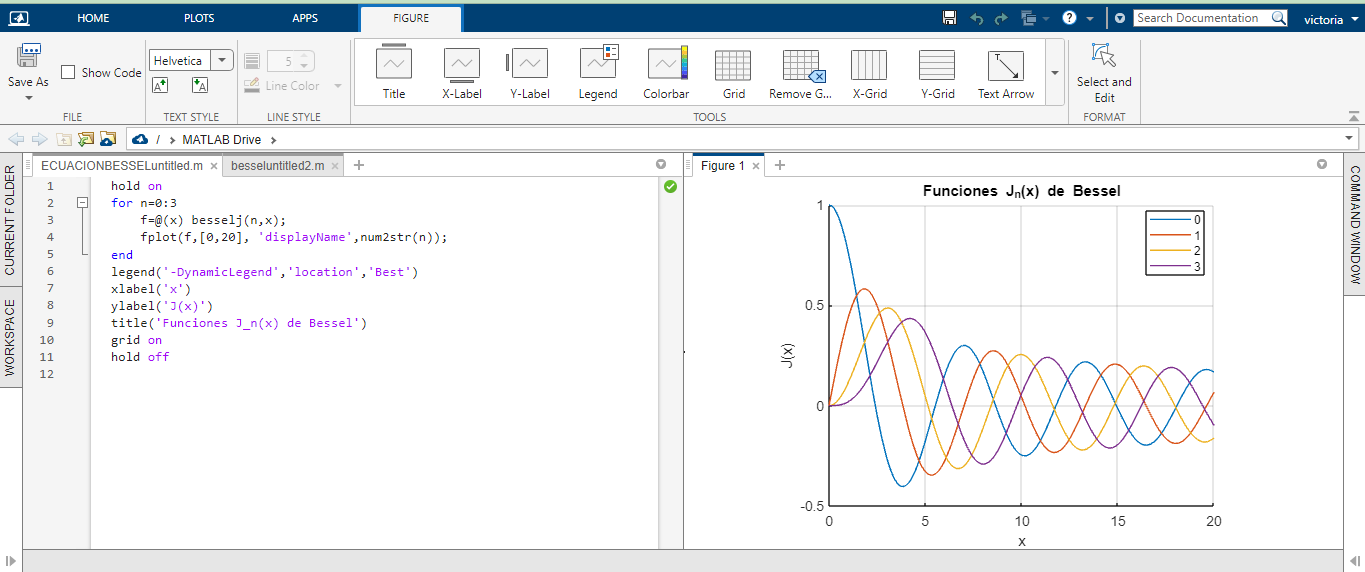 HOME PLOTS APPS FIGURE Search Documentation victoria
Save As
Show Code
Helvetica
5
Line Color
Title X-Label Y-Label Legend Colorbar Grid Remove G... X-Grid Y-Grid Text Arrow
Select and
Edit
FILE TEXT STYLE LINE STYLE TOOLS FORMAT
/ > MATLAB Drive >
CURRENT FOLDER
WORKSPACE
ECUACIONBESSELuntitled.m × besseluntitled2.m × +
1 hold on
2 for n=0:3
3 f=@(x) besselj(n,x);
4 fplot(f,[0,20], 'displayName',num2str(n));
5 end
6 legend('-DynamicLegend','location','Best')
7 xlabel('x')
8 ylabel('J(x)')
9 title('Funciones J_n(x) de Bessel')
10 grid on
11 hold off
12
Figure 1 × +
Funciones Jn(x) de Bessel
1
0.5
0
-0.5
J(x)
0
1
2
3
0 5 10 15 20
x
COMMAND WINDOW